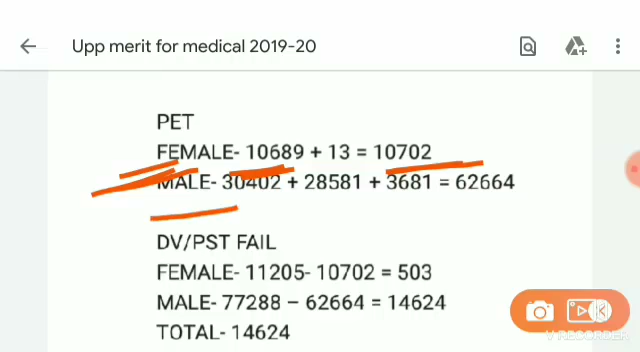 Upp merit for medical 2019-20
PET
FEMALE- 10689 + 13 = 10702
MALE- 30402 + 28581 + 3681 = 62664
DV/PST FAIL
FEMALE- 11205- 10702 = 503
MALE- 77288 – 62664 = 14624
TOTAL- 14624
V RECORDER